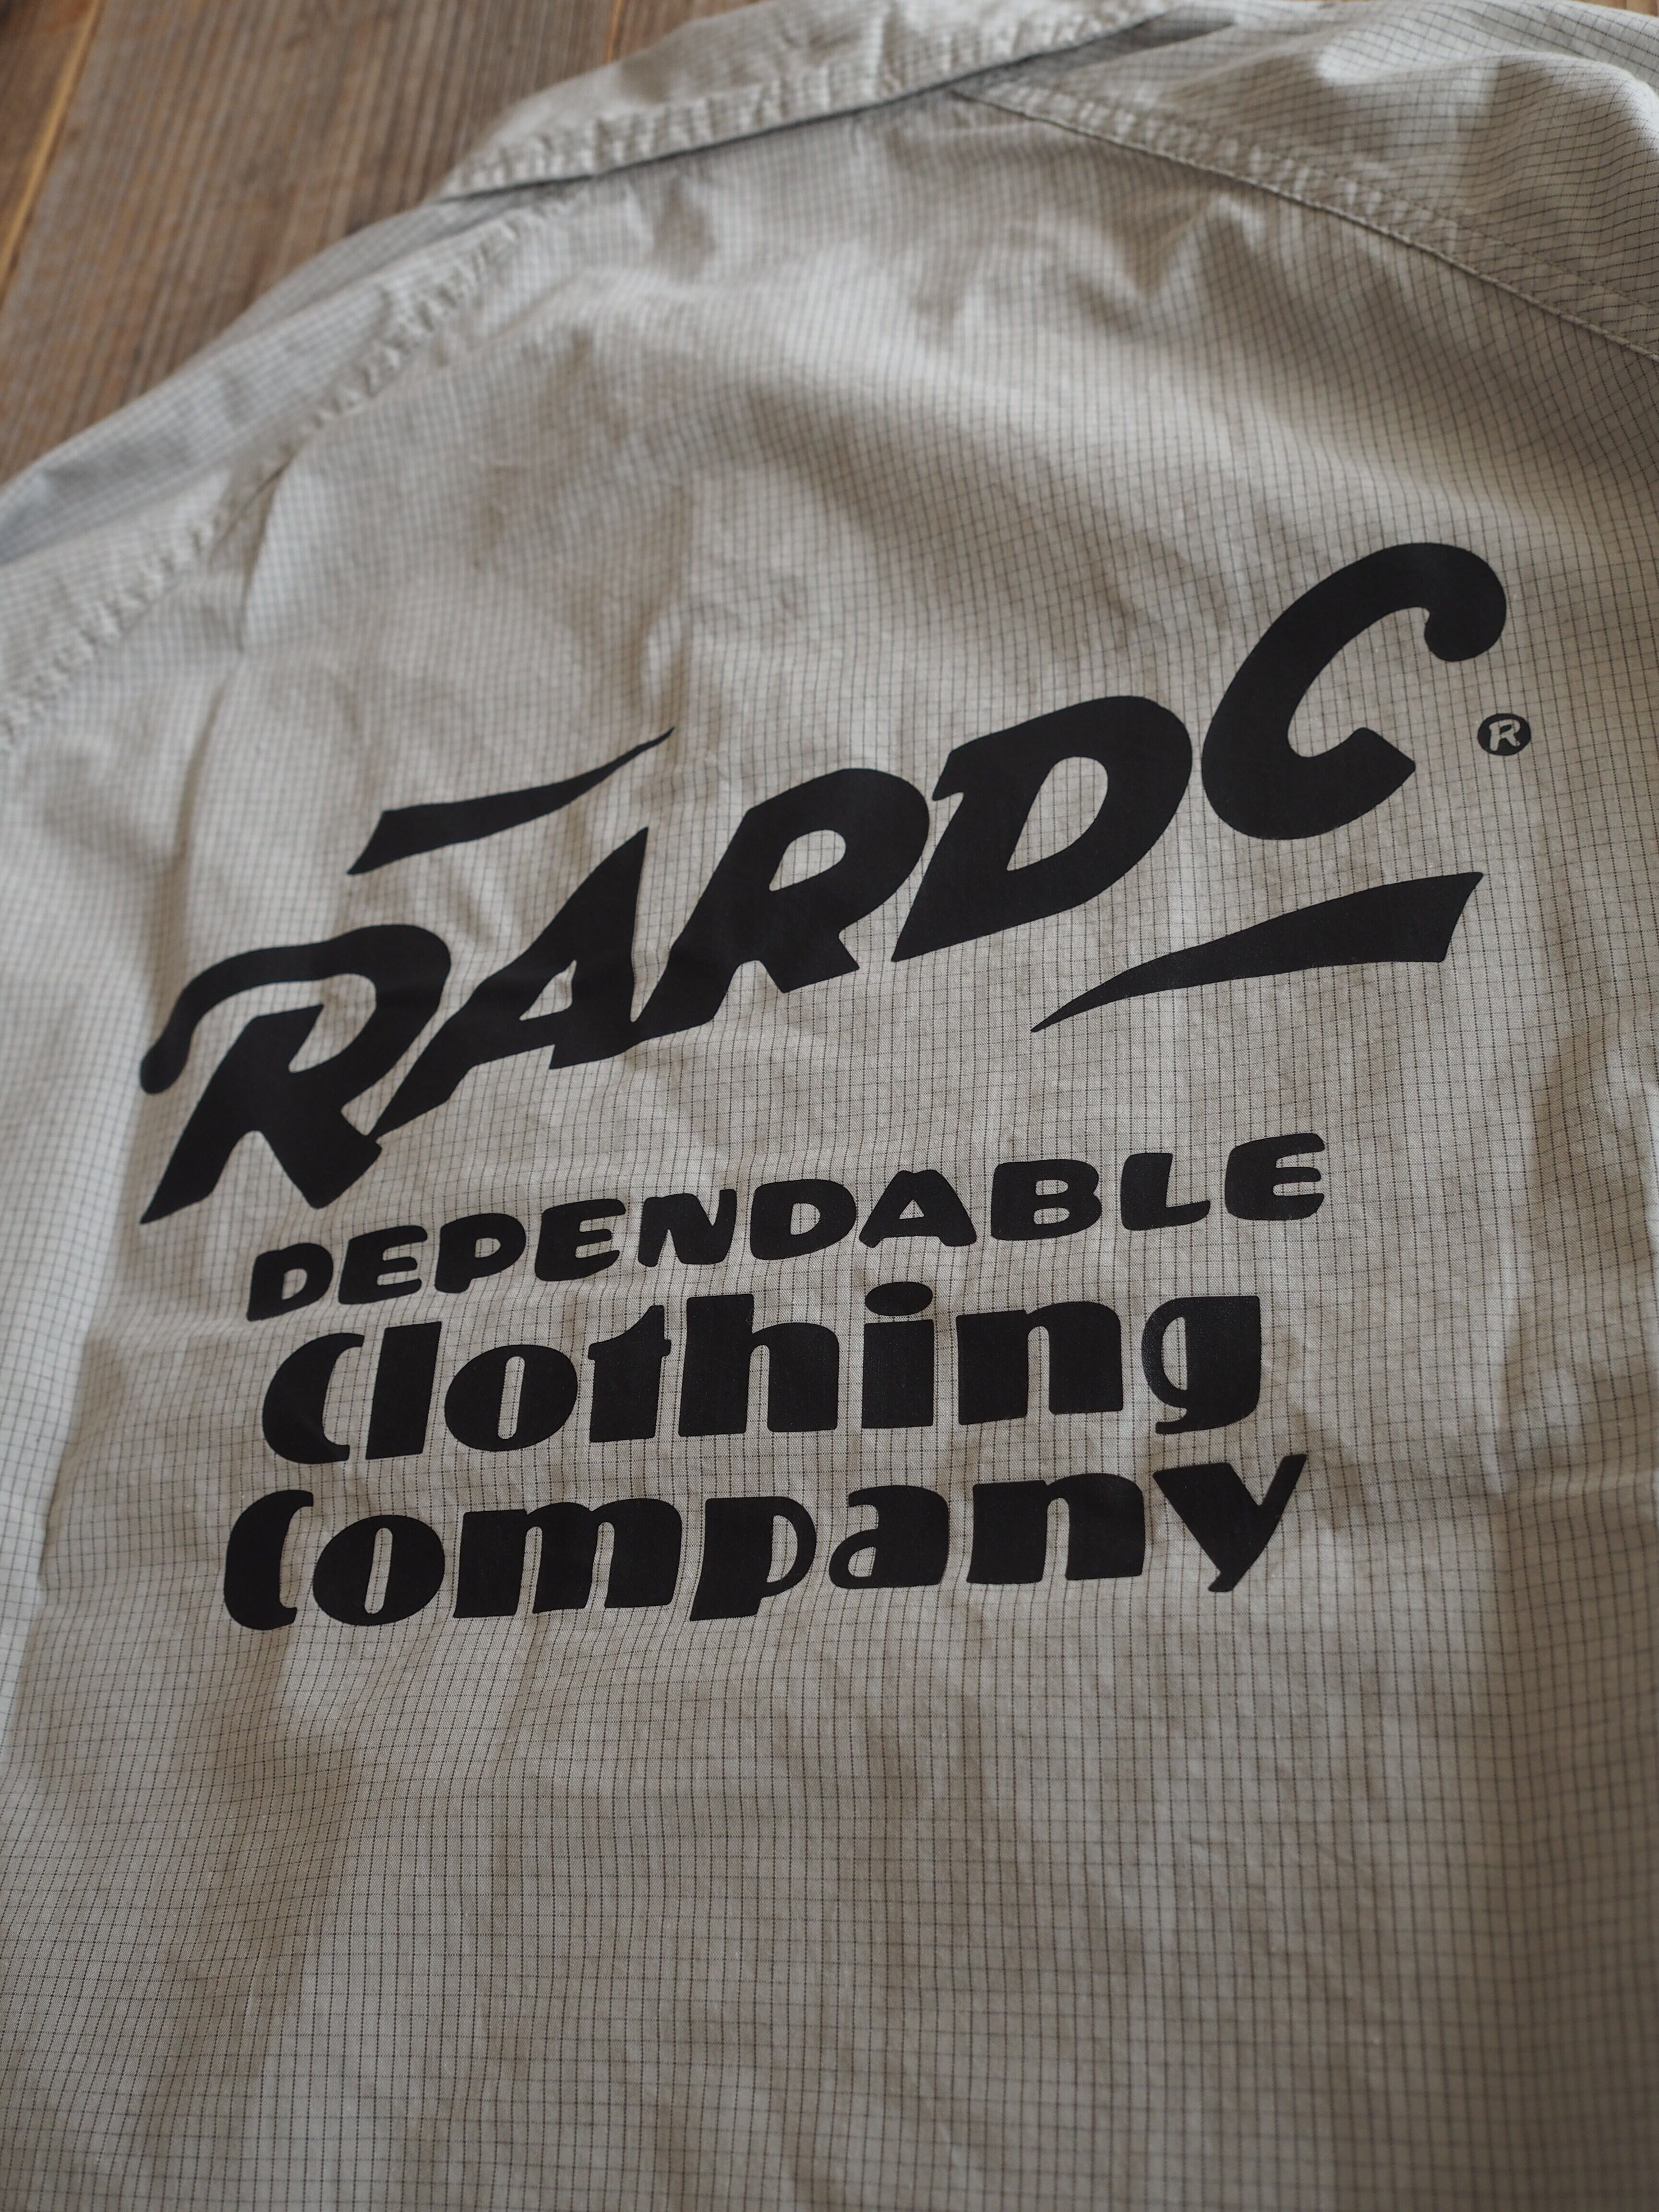 RARDC ®
DEPENDABLE
Clothing
Company